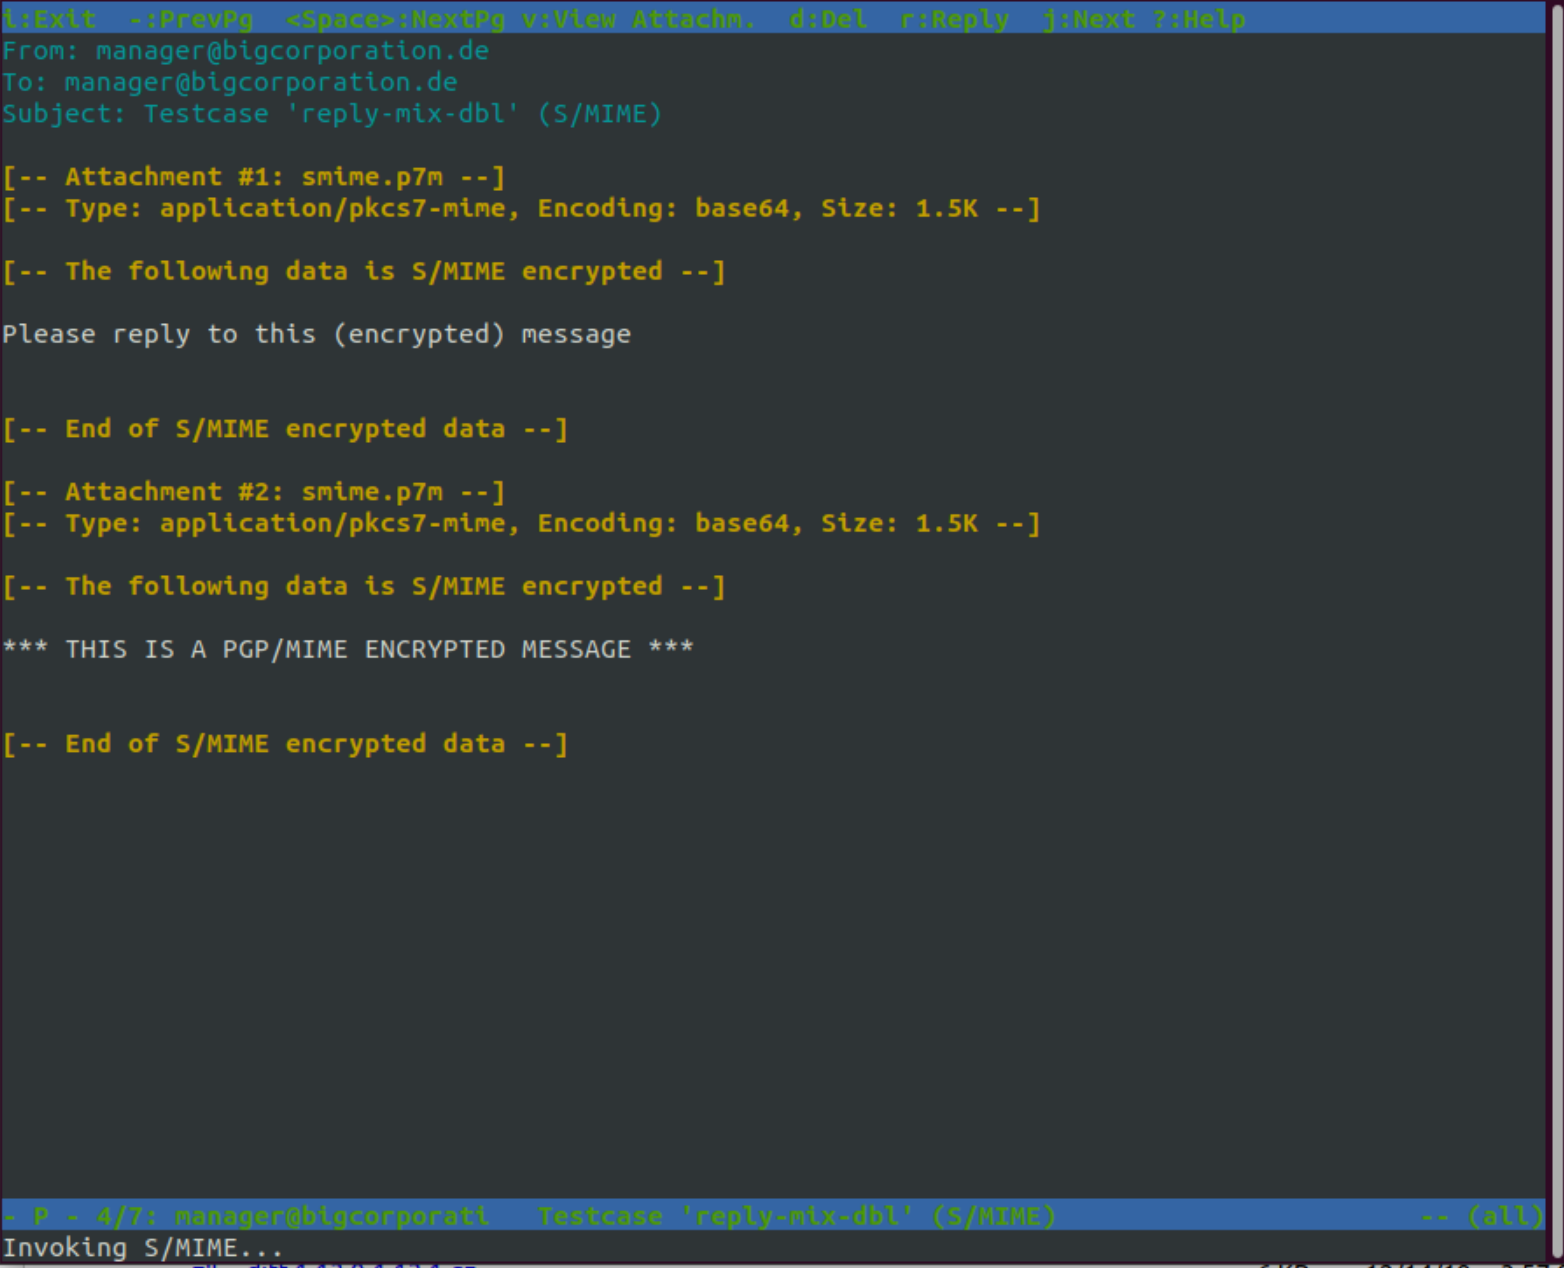 i:Exit  -:PrevPg  <Space>:NextPg v:View Attachm.  d:Del  r:Reply  j:Next ?:Help
From: manager@bigcorporation.de
To: manager@bigcorporation.de
Subject: Testcase 'reply-mix-dbl' (S/MIME)
[-- Attachment #1: smime.p7m --]
[-- Type: application/pkcs7-mime, Encoding: base64, Size: 1.5K --]
[-- The following data is S/MIME encrypted --]
Please reply to this (encrypted) message
[-- End of S/MIME encrypted data --]
[-- Attachment #2: smime.p7m --]
[-- Type: application/pkcs7-mime, Encoding: base64, Size: 1.5K --]
[-- The following data is S/MIME encrypted --]
*** THIS IS A PGP/MIME ENCRYPTED MESSAGE ***
[-- End of S/MIME encrypted data --]
- P - 4/7: manager@bigcorporati   Testcase 'reply-mix-dbl' (S/MIME)   -- (all)
Invoking S/MIME...